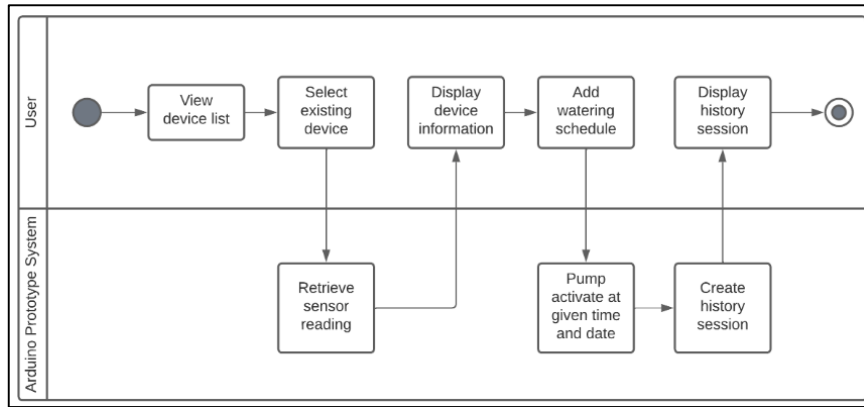 User
View
device list
Select
existing
device
Display
device
information
Add
watering
schedule
Display
history
session
Arduino Prototype System
Retrieve
sensor
reading
Pump
activate at
given time
and date
Create
history
session